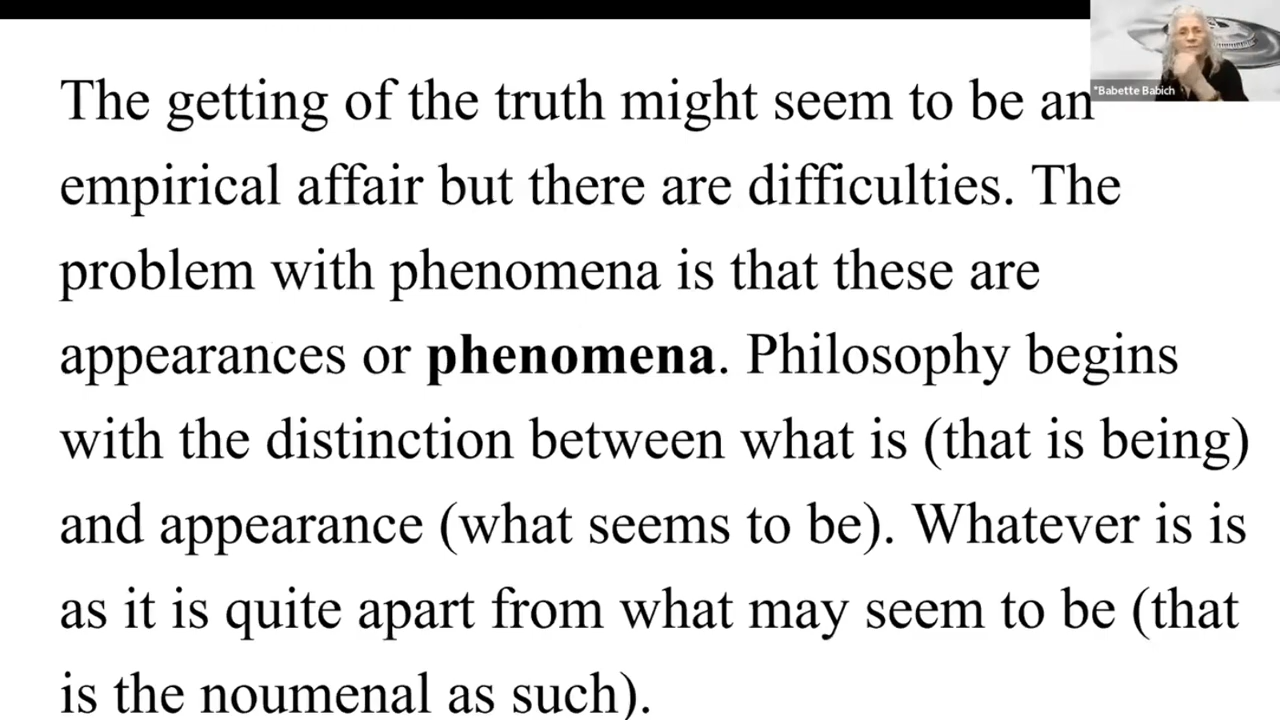 The getting of the truth might seem to be an
empirical affair but there are difficulties. The
problem with phenomena is that these are
appearances or phenomena. Philosophy begins
with the distinction between what is (that is being)
and appearance (what seems to be). Whatever is is
as it is quite apart from what may seem to be (that
is the noumenal as such).
*Babette Babich